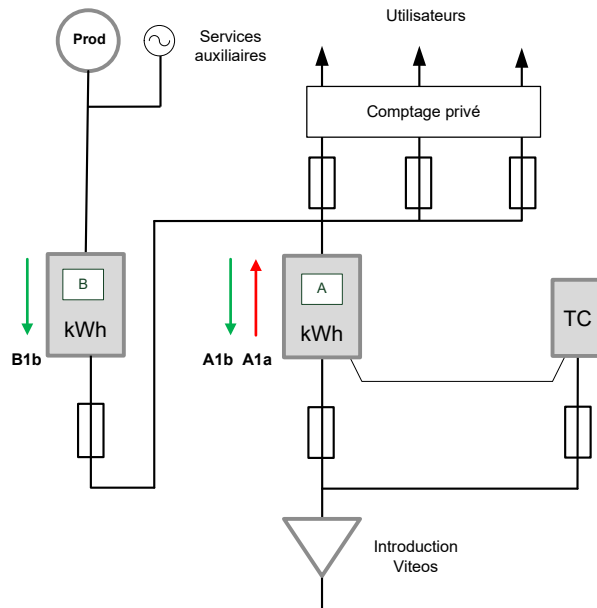 Utilisateurs
Prod
Services
auxiliaires
Comptage privé
B
kWh
B1b
A1b A1a
A
kWh
TC
Introduction
Viteos